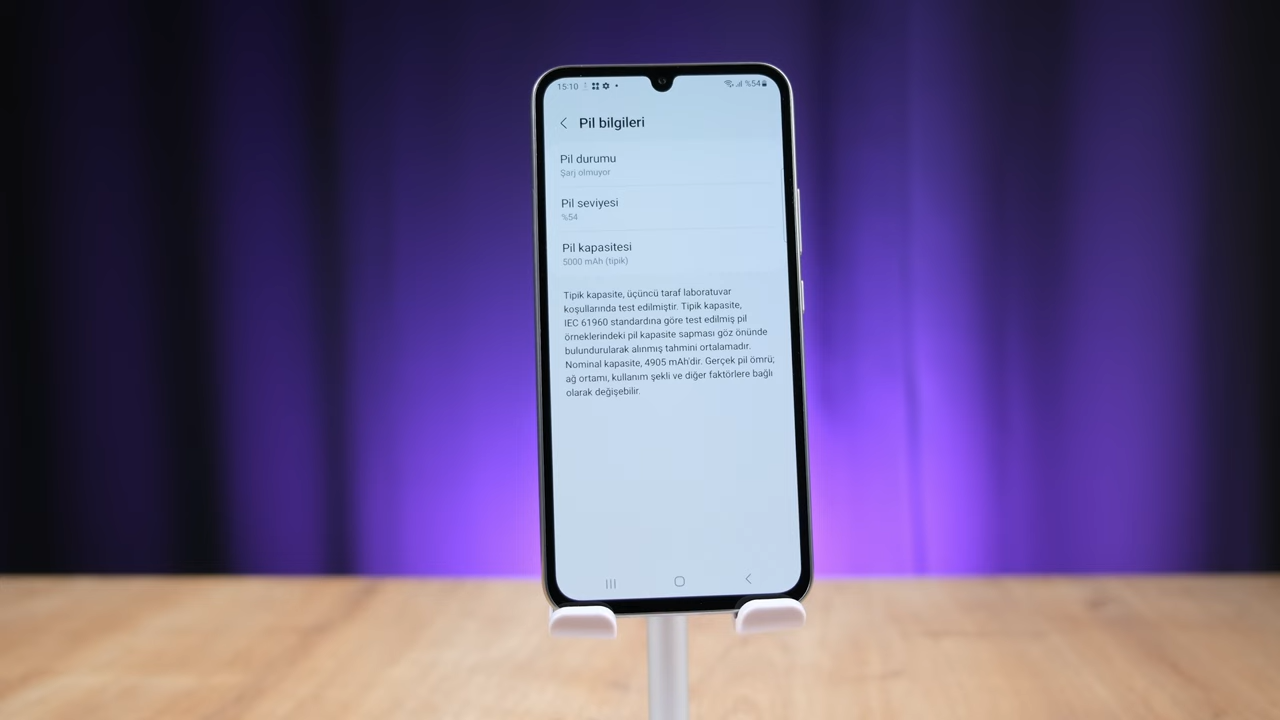 15:10
%54
Pil bilgileri
Pil durumu
Şarj olmuyor
Pil seviyesi
%54
Pil kapasitesi
5000 mAh (tipik)
Tipik kapasite, üçüncü taraf laboratuvar
koşullarında test edilmiştir. Tipik kapasite,
IEC 61960 standardına göre test edilmiş pil
örneklerindeki pil kapasite sapması göz önünde
bulundurularak alınmış tahmini ortalamadır.
Nominal kapasite, 4905 mAh'dir. Gerçek pil ömrü;
ağ ortamı, kullanım şekli ve diğer faktörlere bağlı
olarak değişebilir.